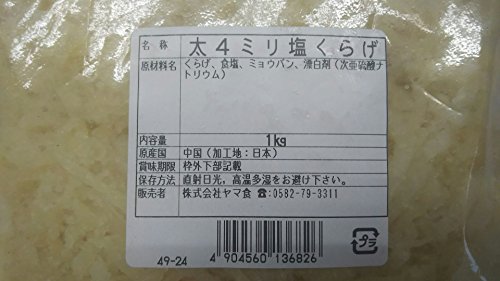 名称 太4ミリ塩くらげ
原材料名 くらげ、食塩、ミョウバン、漂白剤（次亜硫酸ナ
トリウム）
内容量 1kg
原産国 中国（加工地：日本）
賞味期限 枠外下部記載
保存方法 直射日光，高温多湿をお避け下さい。
販売者 株式会社ヤマ食 ☎:0582-79-3311
49-24
4 904560 136826
プラ